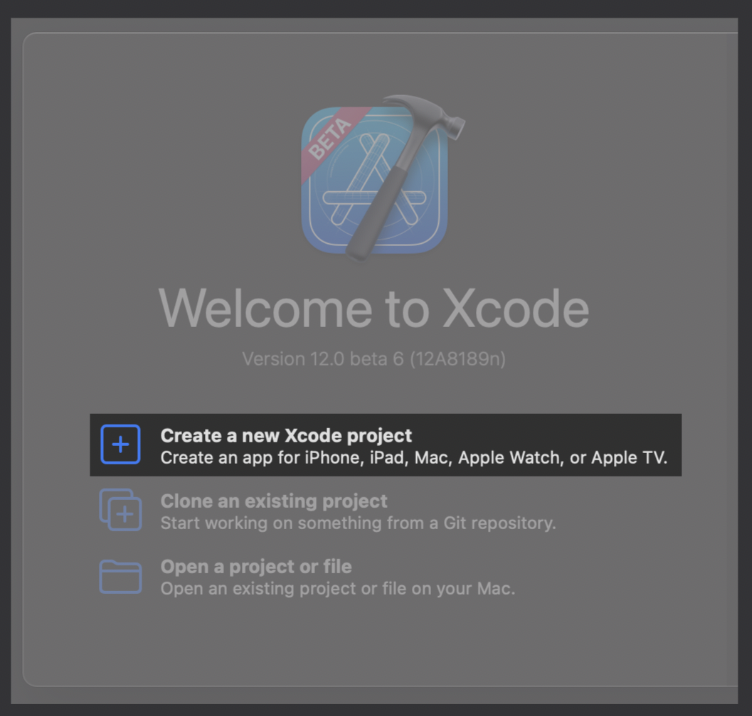 BETA
Welcome to Xcode
Version 12.0 beta 6 (12A8189n)
Create a new Xcode project
Create an app for iPhone, iPad, Mac, Apple Watch, or Apple TV.
Clone an existing project
Start working on something from a Git repository.
Open a project or file
Open an existing project or file on your Mac.